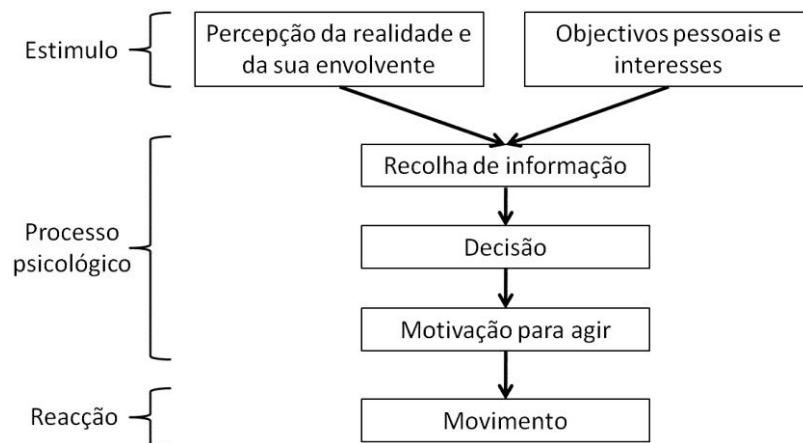 Estimulo
Percepção da realidade e
da sua envolvente
Objectivos pessoais e
interesses
Processo
psicológico
Recolha de informação
Decisão
Motivação para agir
Reacção
Movimento